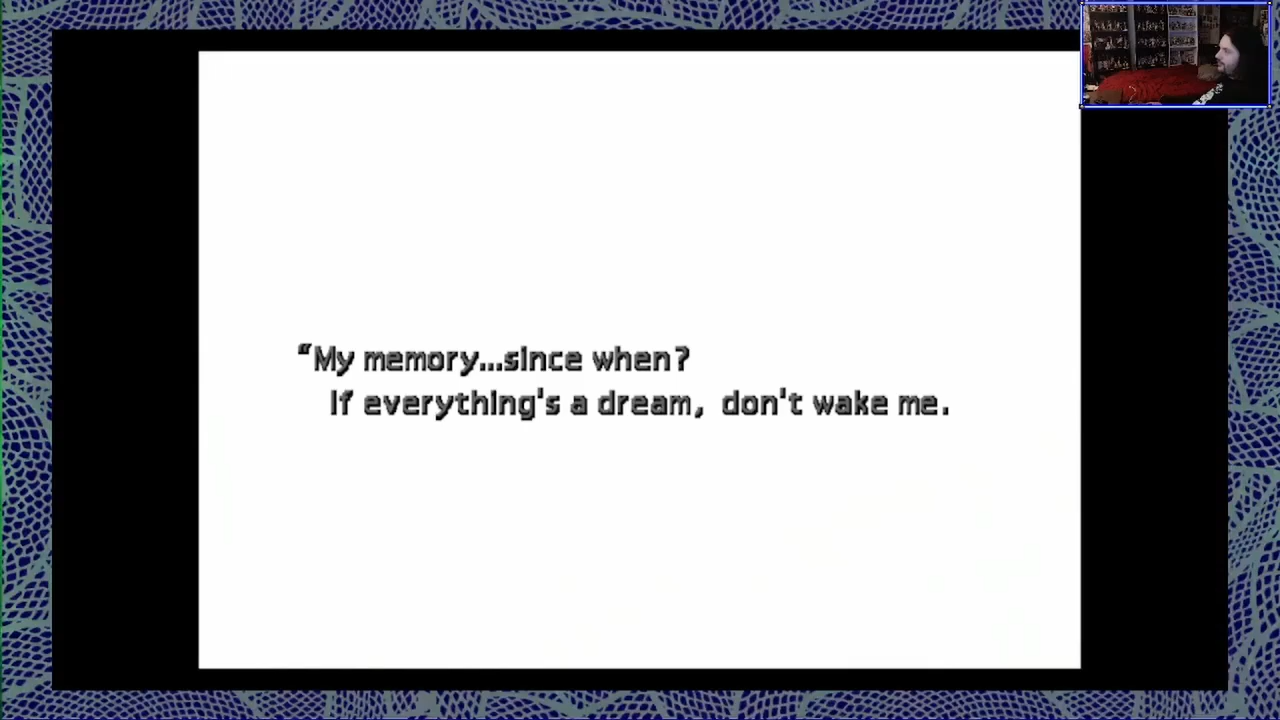 “My memory...since when?
If everything's a dream, don't wake me.